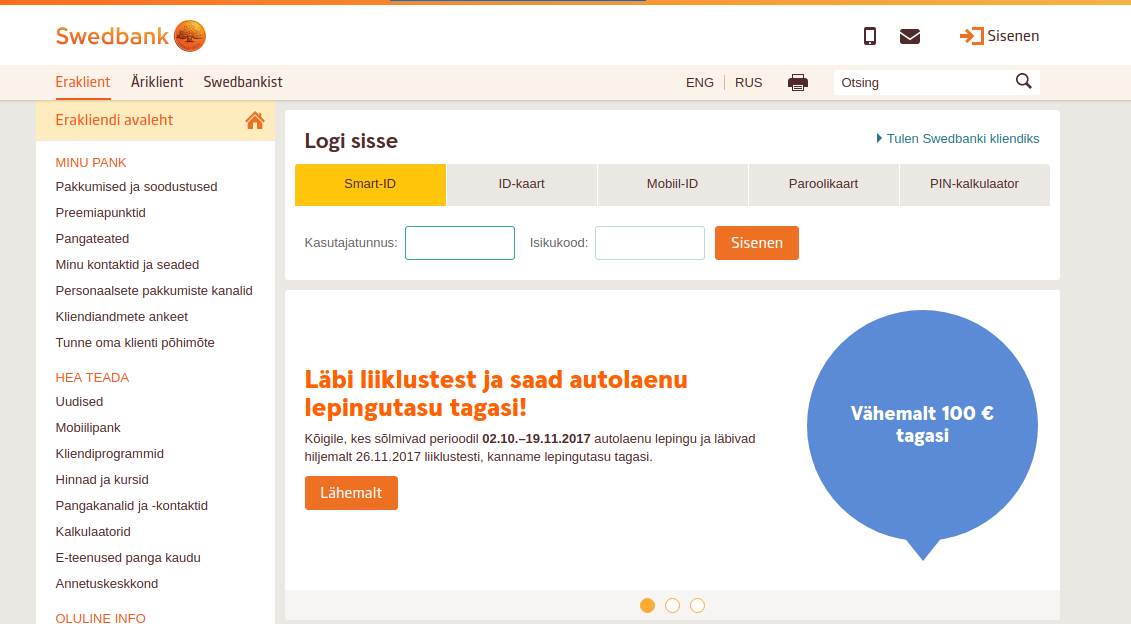 Swedbank
Sisenen
Eraklient Äriklient Swedbankist
ENG RUS
Otsing
Erakliendi avaleht
MINU PANK
Pakkumised ja soodustused
Preemiapunktid
Pangateated
Minu kontaktid ja seaded
Personaalsete pakkumiste kanalid
Kliendiandmete ankeet
Tunne oma klienti põhimõte
HEA TEADA
Uudised
Mobiilipank
Kliendiprogrammid
Hinnad ja kursid
Pangakanalid ja -kontaktid
Kalkulaatorid
E-teenused panga kaudu
Annetuskeskkond
OLULINE INFO
Logi sisse
Tulen Swedbanki kliendiks
Smart-ID ID-kaart Mobiil-ID Paroolikaart PIN-kalkulaator
Kasutajatunnus: Isikukood: Sisenen
Läbi liiklustest ja saad autolaenu
lepingutasu tagasi!
Kõigile, kes sõlmivad perioodil 02.10.–19.11.2017 autolaenu lepingu ja läbivad
hiljemalt 26.11.2017 liiklustesti, kanname lepingutasu tagasi.
Lähemalt
Vähemalt 100 €
tagasi